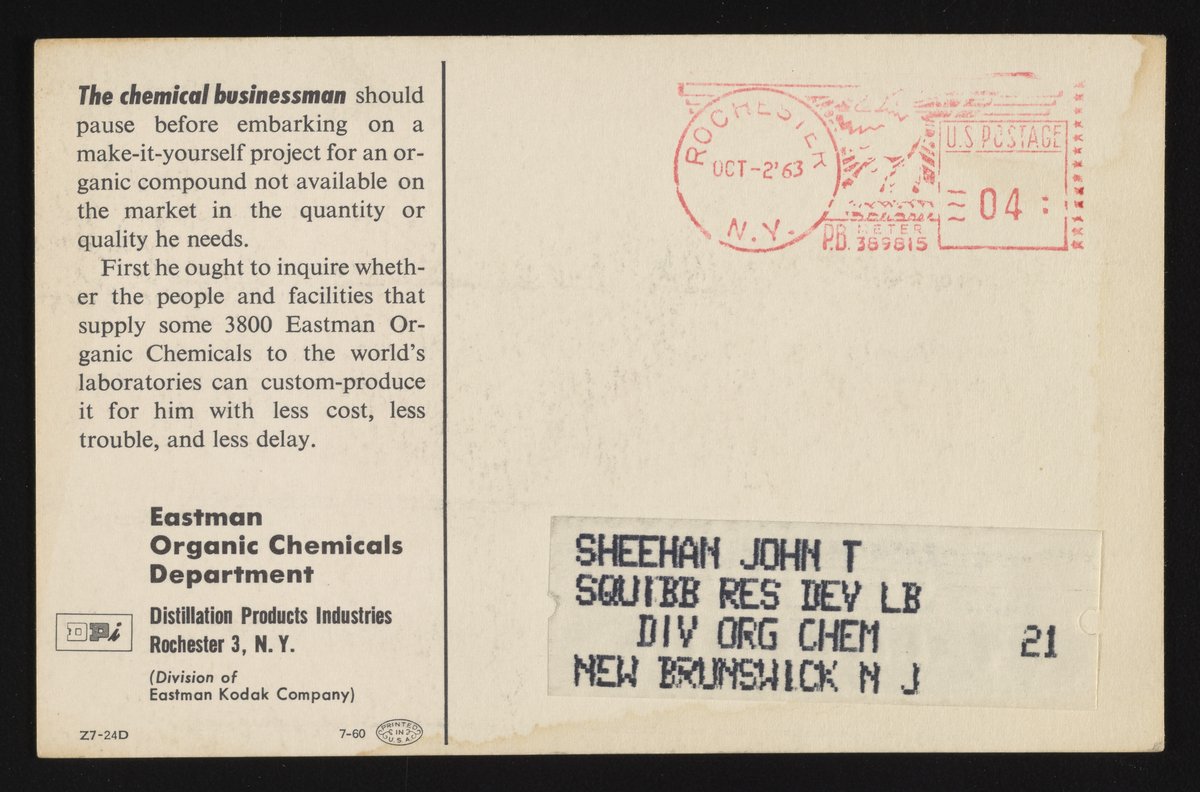 The chemical businessman should
pause before embarking on a
make-it-yourself project for an or-
ganic compound not available on
the market in the quantity or
quality he needs.
First he ought to inquire wheth-
er the people and facilities that
supply some 3800 Eastman Or-
ganic Chemicals to the world's
laboratories can custom-produce
it for him with less cost, less
trouble, and less delay.
Eastman
Organic Chemicals
Department
DPi
Distillation Products Industries
Rochester 3, N. Y.
(Division of
Eastman Kodak Company)
Z7-24D
7-60
PRINTED
IN
U.S.A.
ROCHESTER
OCT-2'63
N.Y.
U.S POSTAGE
04
P.B. METER
389815
SHEEHAN JOHN T
SQUIBB RES DEV LB
DIV ORG CHEM 21
NEW BRUNSWICK N J